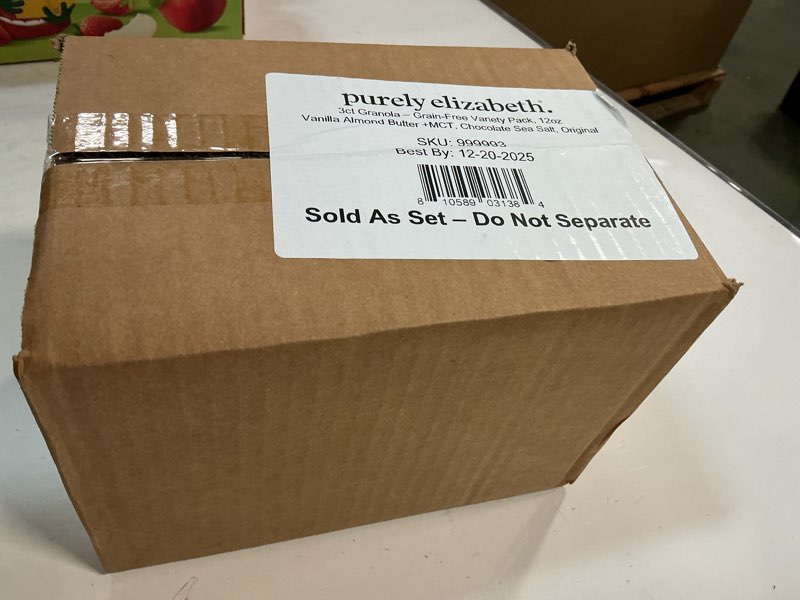 purely elizabeth.
3ct Granola – Grain-Free Variety Pack, 12oz
Vanilla Almond Butter +MCT, Chocolate Sea Salt, Original
SKU: 999993
Best By: 12-20-2025
8 10589 03138 4
Sold As Set – Do Not Separate